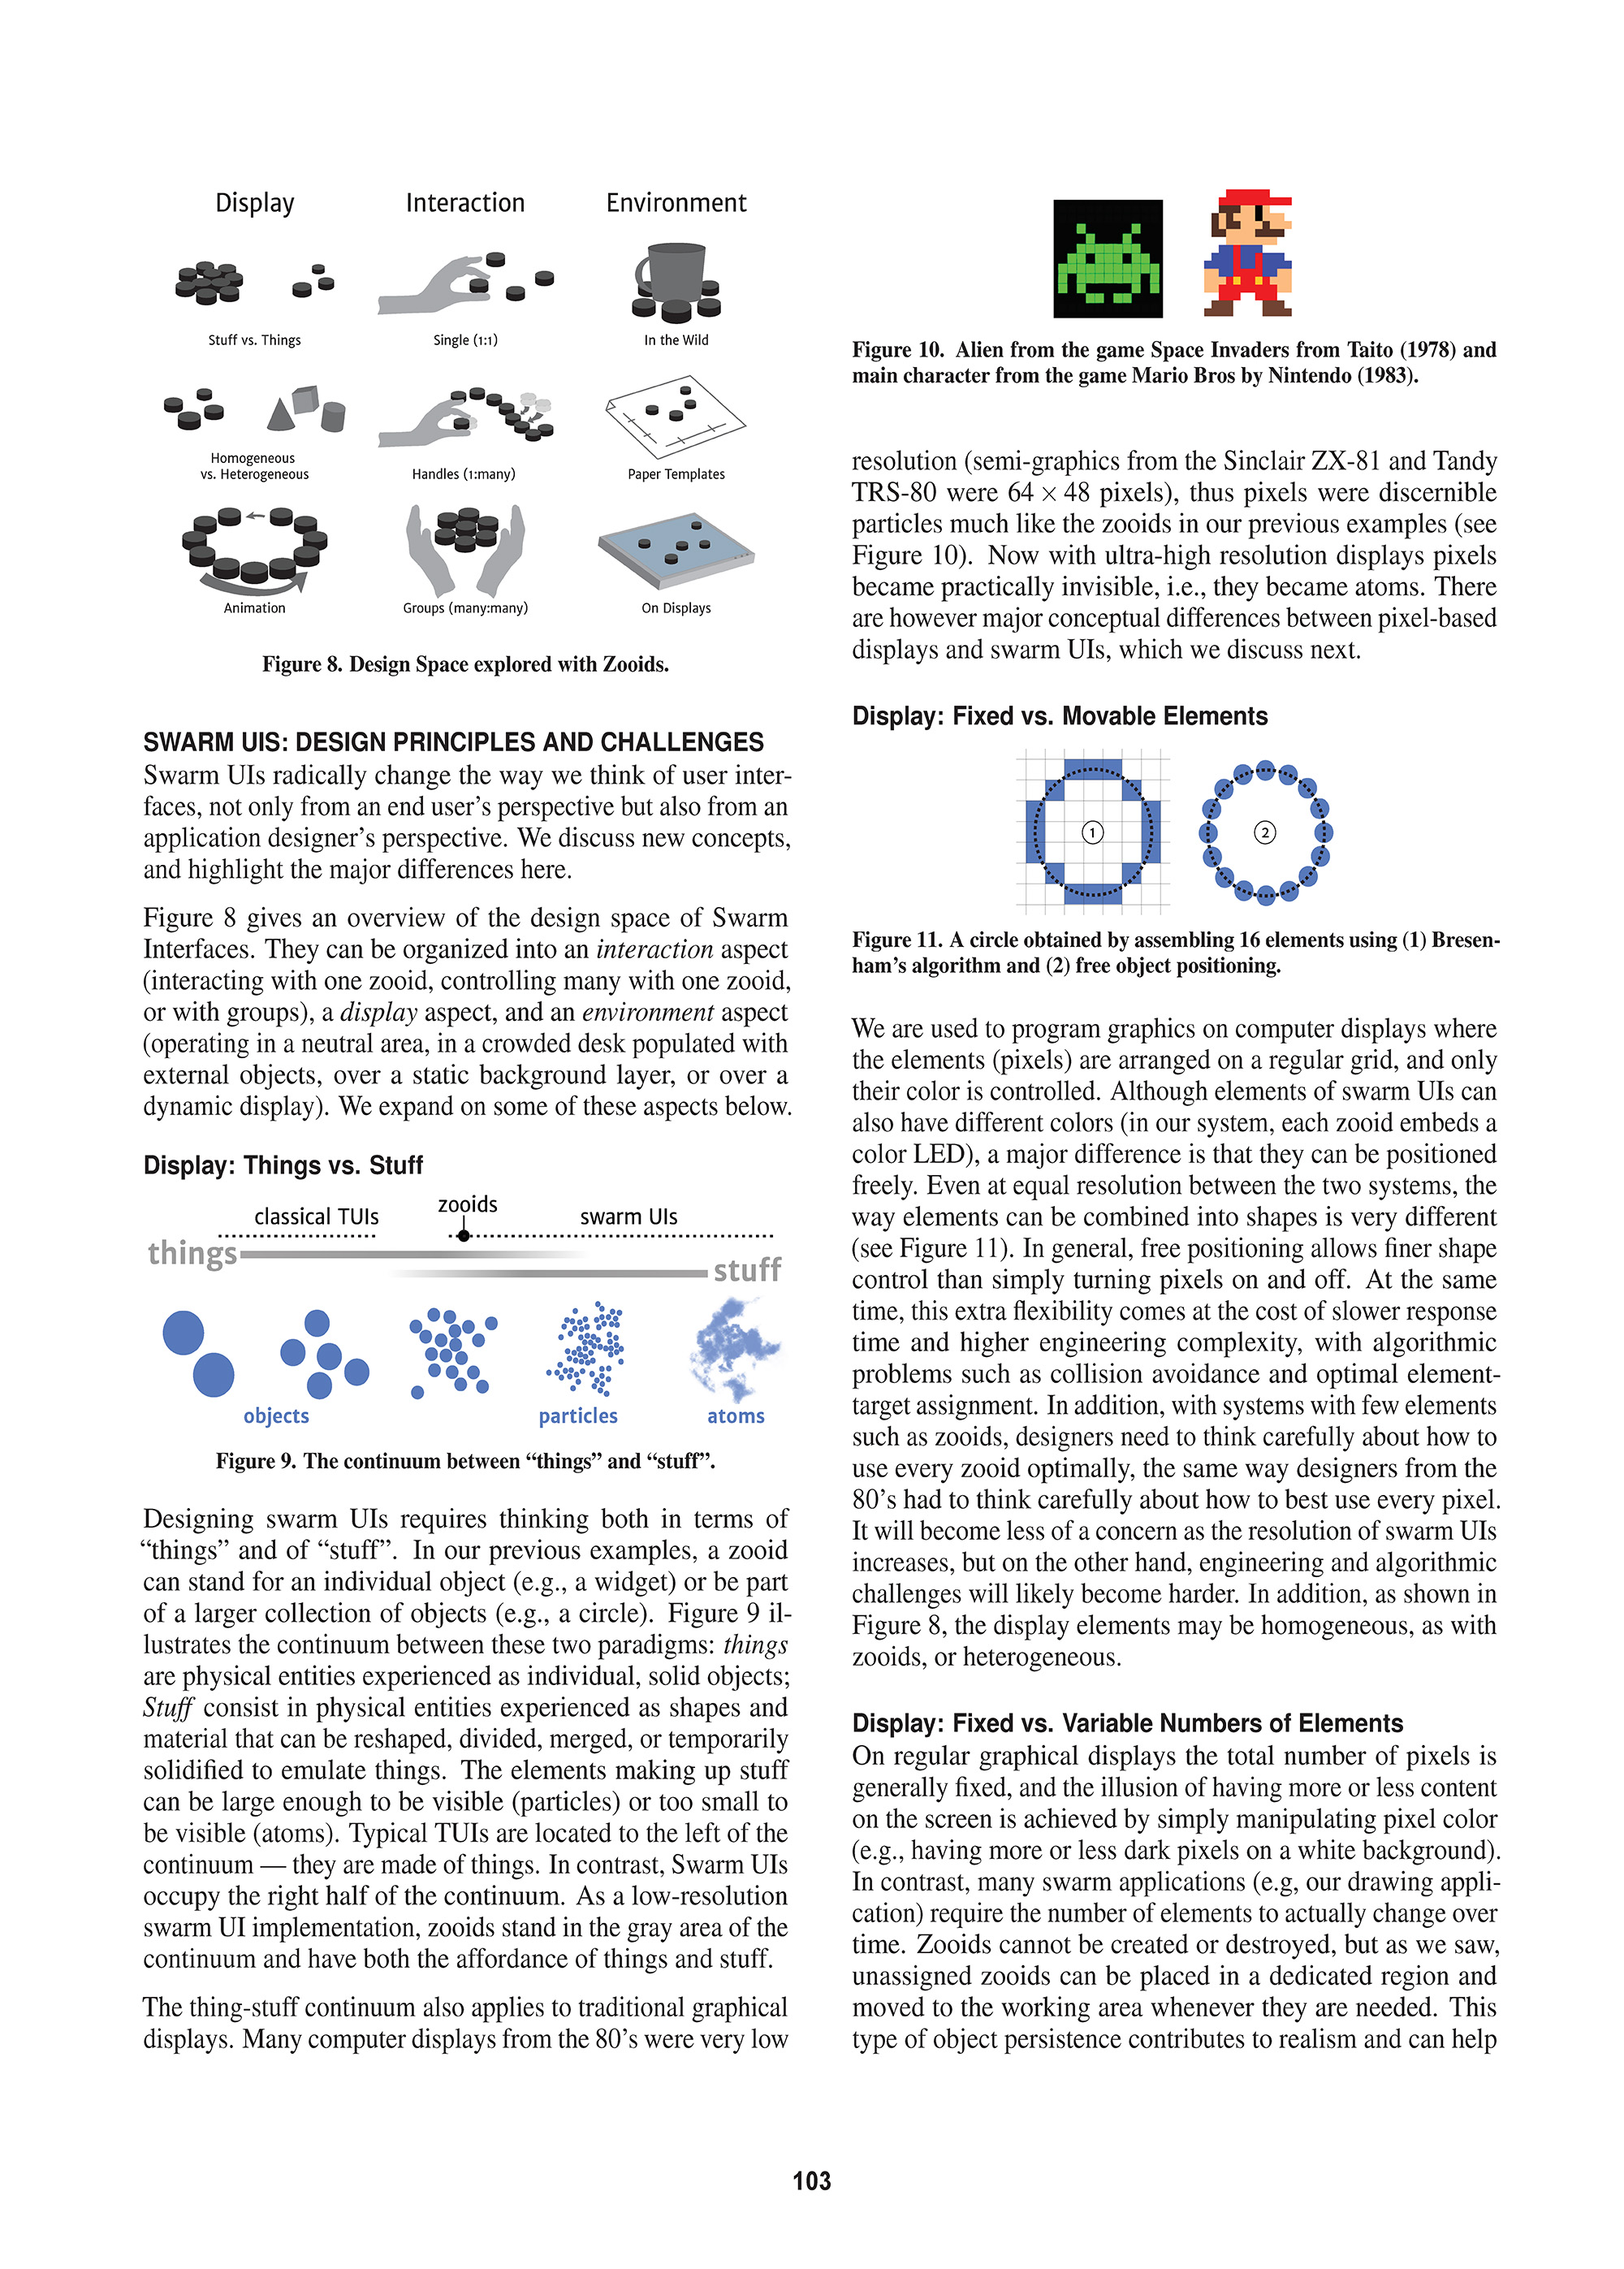 Display
Interaction
Environment
Stuff vs. Things
Single (1:1)
In the Wild
Homogeneous
vs. Heterogeneous
Handles (1:many)
Paper Templates
Animation
Groups (many:many)
On Displays
Figure 8. Design Space explored with Zooids.
SWARM UIS: DESIGN PRINCIPLES AND CHALLENGES
Swarm UIs radically change the way we think of user inter-
faces, not only from an end user’s perspective but also from an
application designer’s perspective. We discuss new concepts,
and highlight the major differences here.
Figure 8 gives an overview of the design space of Swarm
Interfaces. They can be organized into an interaction aspect
(interacting with one zooid, controlling many with one zooid,
or with groups), a display aspect, and an environment aspect
(operating in a neutral area, in a crowded desk populated with
external objects, over a static background layer, or over a
dynamic display). We expand on some of these aspects below.
Display: Things vs. Stuff
classical TUIs
zooids
swarm UIs
things
stuff
objects
particles
atoms
Figure 9. The continuum between “things” and “stuff”.
Designing swarm UIs requires thinking both in terms of
“things” and of “stuff”. In our previous examples, a zooid
can stand for an individual object (e.g., a widget) or be part
of a larger collection of objects (e.g., a circle). Figure 9 il-
lustrates the continuum between these two paradigms: things
are physical entities experienced as individual, solid objects;
Stuff consist in physical entities experienced as shapes and
material that can be reshaped, divided, merged, or temporarily
solidified to emulate things. The elements making up stuff
can be large enough to be visible (particles) or too small to
be visible (atoms). Typical TUIs are located to the left of the
continuum — they are made of things. In contrast, Swarm UIs
occupy the right half of the continuum. As a low-resolution
swarm UI implementation, zooids stand in the gray area of the
continuum and have both the affordance of things and stuff.
The thing-stuff continuum also applies to traditional graphical
displays. Many computer displays from the 80’s were very low
Figure 10. Alien from the game Space Invaders from Taito (1978) and
main character from the game Mario Bros by Nintendo (1983).
resolution (semi-graphics from the Sinclair ZX-81 and Tandy
TRS-80 were 64 × 48 pixels), thus pixels were discernible
particles much like the zooids in our previous examples (see
Figure 10). Now with ultra-high resolution displays pixels
became practically invisible, i.e., they became atoms. There
are however major conceptual differences between pixel-based
displays and swarm UIs, which we discuss next.
Display: Fixed vs. Movable Elements
1
2
Figure 11. A circle obtained by assembling 16 elements using (1) Bresen-
ham’s algorithm and (2) free object positioning.
We are used to program graphics on computer displays where
the elements (pixels) are arranged on a regular grid, and only
their color is controlled. Although elements of swarm UIs can
also have different colors (in our system, each zooid embeds a
color LED), a major difference is that they can be positioned
freely. Even at equal resolution between the two systems, the
way elements can be combined into shapes is very different
(see Figure 11). In general, free positioning allows finer shape
control than simply turning pixels on and off. At the same
time, this extra flexibility comes at the cost of slower response
time and higher engineering complexity, with algorithmic
problems such as collision avoidance and optimal element-
target assignment. In addition, with systems with few elements
such as zooids, designers need to think carefully about how to
use every zooid optimally, the same way designers from the
80’s had to think carefully about how to best use every pixel.
It will become less of a concern as the resolution of swarm UIs
increases, but on the other hand, engineering and algorithmic
challenges will likely become harder. In addition, as shown in
Figure 8, the display elements may be homogeneous, as with
zooids, or heterogeneous.
Display: Fixed vs. Variable Numbers of Elements
On regular graphical displays the total number of pixels is
generally fixed, and the illusion of having more or less content
on the screen is achieved by simply manipulating pixel color
(e.g., having more or less dark pixels on a white background).
In contrast, many swarm applications (e.g, our drawing appli-
cation) require the number of elements to actually change over
time. Zooids cannot be created or destroyed, but as we saw,
unassigned zooids can be placed in a dedicated region and
moved to the working area whenever they are needed. This
type of object persistence contributes to realism and can help
103